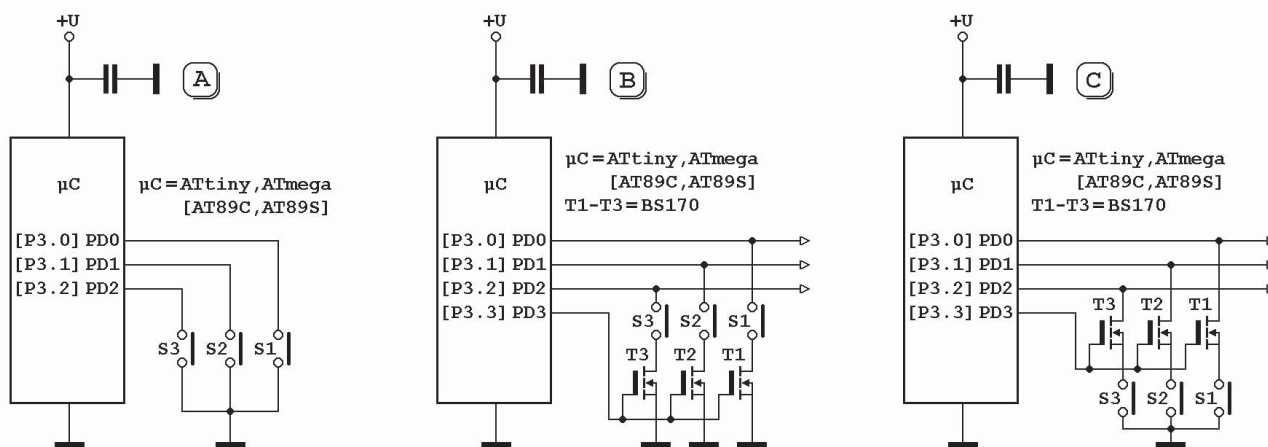 +U
A
µC
µC=ATtiny,ATmega
[AT89C,AT89S]
[P3.0] PD0
[P3.1] PD1
[P3.2] PD2
S3
S2
S1
+U
B
µC
µC=ATtiny,ATmega
[AT89C,AT89S]
T1-T3=BS170
[P3.0] PD0
[P3.1] PD1
[P3.2] PD2
[P3.3] PD3
S3
S2
S1
T3
T2
T1
+U
C
µC
µC=ATtiny,ATmega
[AT89C,AT89S]
T1-T3=BS170
[P3.0] PD0
[P3.1] PD1
[P3.2] PD2
[P3.3] PD3
T3
T2
T1
S3
S2
S1